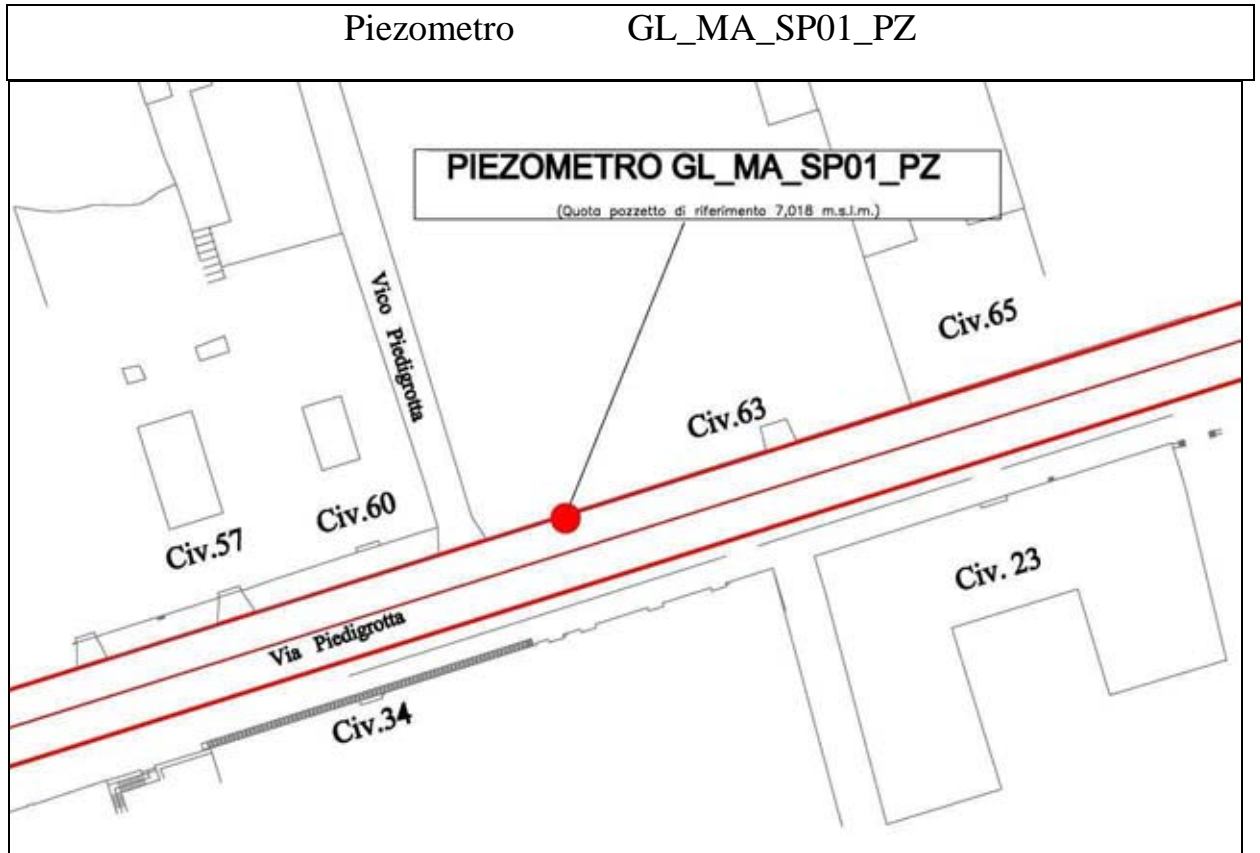 Piezometro GL_MA_SP01_PZ
PIEZOMETRO GL_MA_SP01_PZ
(Quota pozzetto di riferimento 7,018 m.s.l.m.)
Vico Piedigrotta
Civ.65
Civ.63
Civ.60
Civ.57
Civ. 23
Via Piedigrotta
Civ.34